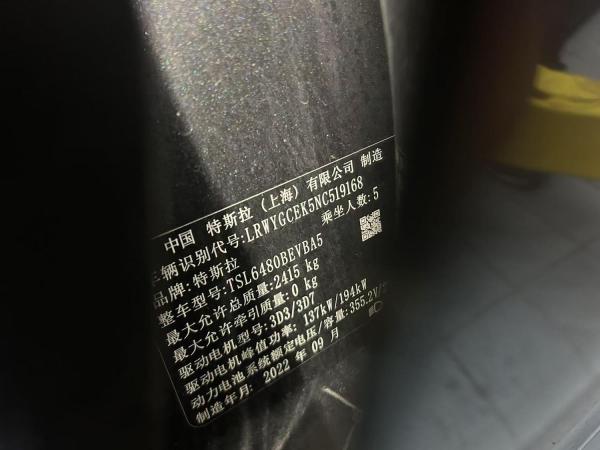 中国 特斯拉（上海）有限公司 制造
车辆识别代号:LRWYGCEK5NC519168
品牌:特斯拉 乘坐人数:5
整车型号:TSL6480BEVBA5
最大允许总质量:2415 kg
最大允许牵引质量:0 kg
驱动电机型号:3D3/3D7
驱动电机峰值功率: 137kW/194kW
动力电池系统额定电压/容量:355.2V/
制造年月: 2022 年 09 月